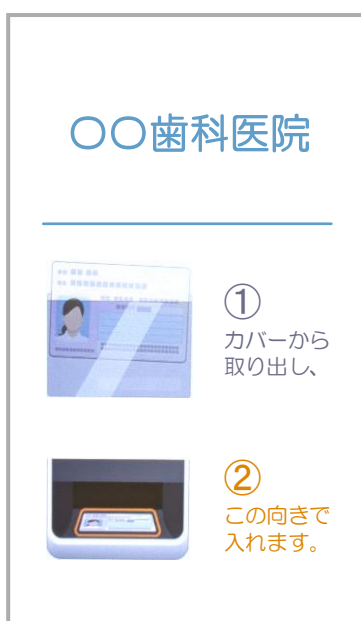 〇〇歯科医院
①
カバーから
取り出し、
②
この向きで
入れます。